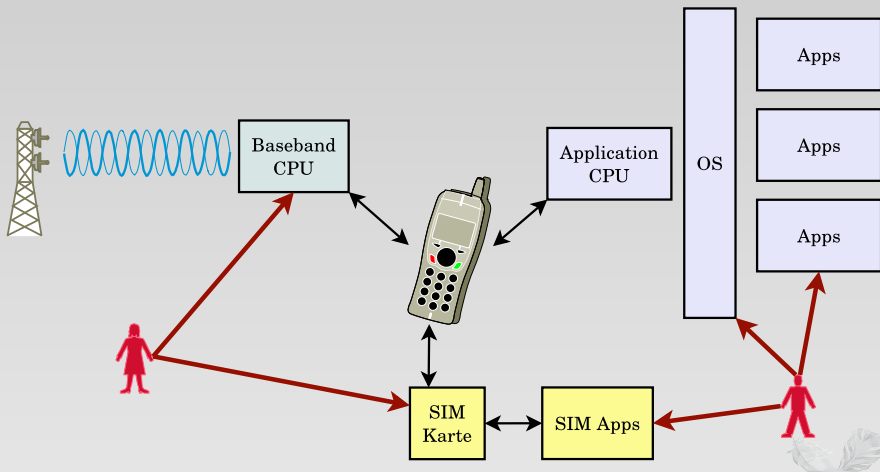 Apps
Baseband
CPU
Application
CPU
OS
Apps
Apps
SIM
Karte
SIM Apps